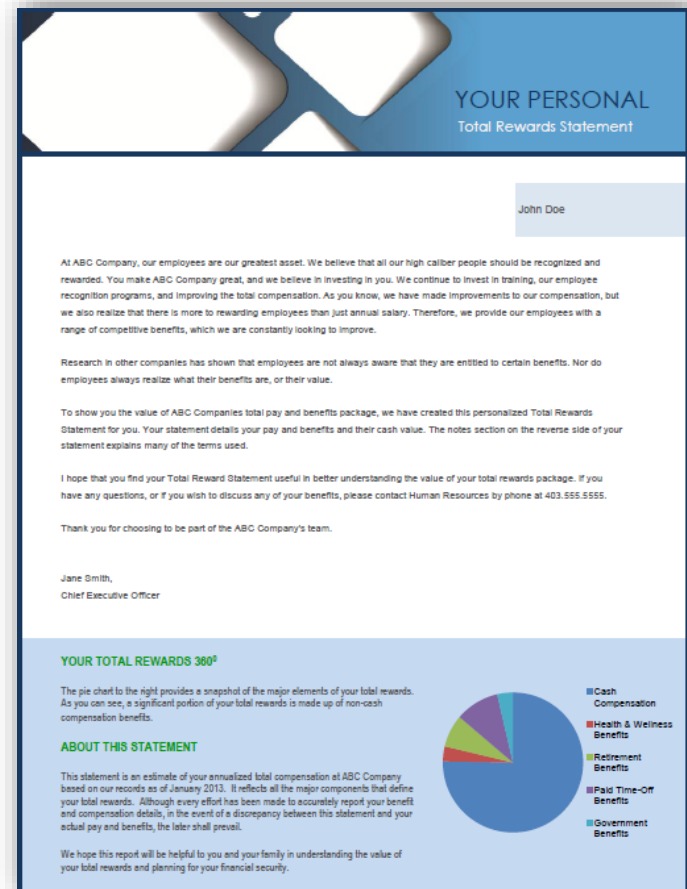 YOUR PERSONAL
Total Rewards Statement
John Doe
At ABC Company, our employees are our greatest asset. We believe that all our high caliber people should be recognized and
rewarded. You make ABC Company great, and we believe in investing in you. We continue to invest in training, our employee
recognition programs, and improving the total compensation. As you know, we have made improvements to our compensation, but
we also realize that there is more to rewarding employees than just annual salary. Therefore, we provide our employees with a
range of competitive benefits, which we are constantly looking to improve.
Research in other companies has shown that employees are not always aware that they are entitled to certain benefits. Nor do
employees always realize what their benefits are, or their value.
To show you the value of ABC Companies total pay and benefits package, we have created this personalized Total Rewards
Statement for you. Your statement details your pay and benefits and their cash value. The notes section on the reverse side of your
statement explains many of the terms used.
I hope that you find your Total Reward Statement useful in better understanding the value of your total rewards package. If you
have any questions, or if you wish to discuss any of your benefits, please contact Human Resources by phone at 403.555.5555.
Thank you for choosing to be part of the ABC Company's team.
Jane Smith,
Chief Executive Officer
YOUR TOTAL REWARDS 360⁰
The pie chart to the right provides a snapshot of the major elements of your total rewards.
As you can see, a significant portion of your total rewards is made up of non-cash
compensation benefits.
ABOUT THIS STATEMENT
This statement is an estimate of your annualized total compensation at ABC Company
based on our records as of January 2013. It reflects all the major components that define
your total rewards. Although every effort has been made to accurately report your benefit
and compensation details, in the event of a discrepancy between this statement and your
actual pay and benefits, the later shall prevail.
We hope this report will be helpful to you and your family in understanding the value of
your total rewards and planning for your financial security.
Cash
Compensation
Health & Wellness
Benefits
Retirement
Benefits
Paid Time-Off
Benefits
Government
Benefits